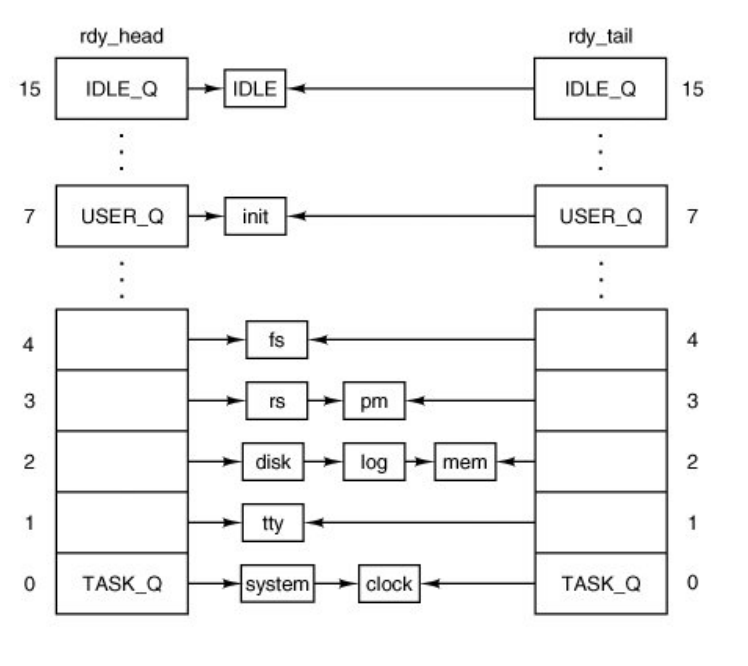 rdy_head rdy_tail
15 IDLE_Q IDLE IDLE_Q 15
7 USER_Q init USER_Q 7
4 fs 4
3 rs pm 3
2 disk log mem 2
1 tty 1
0 TASK_Q system clock TASK_Q 0